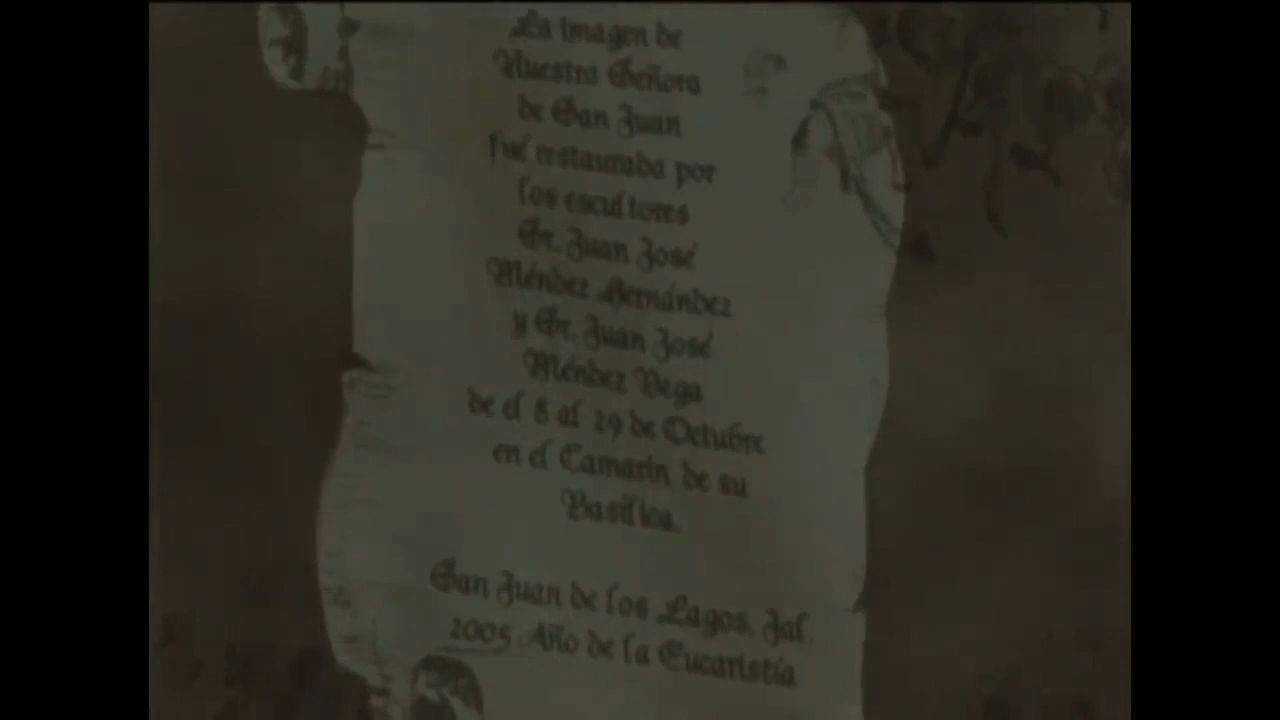 La imagen de
Nuestra Señora
de San Juan
fué restaurada por
los escultores
Sr. Juan José
Méndez Hernández
y Sr. Juan José
Méndez Vega
de el 8 al 29 de Octubre
en el Camarin de su
Basílica.
San Juan de los Lagos, Jal.
2005 Año de la Eucaristía